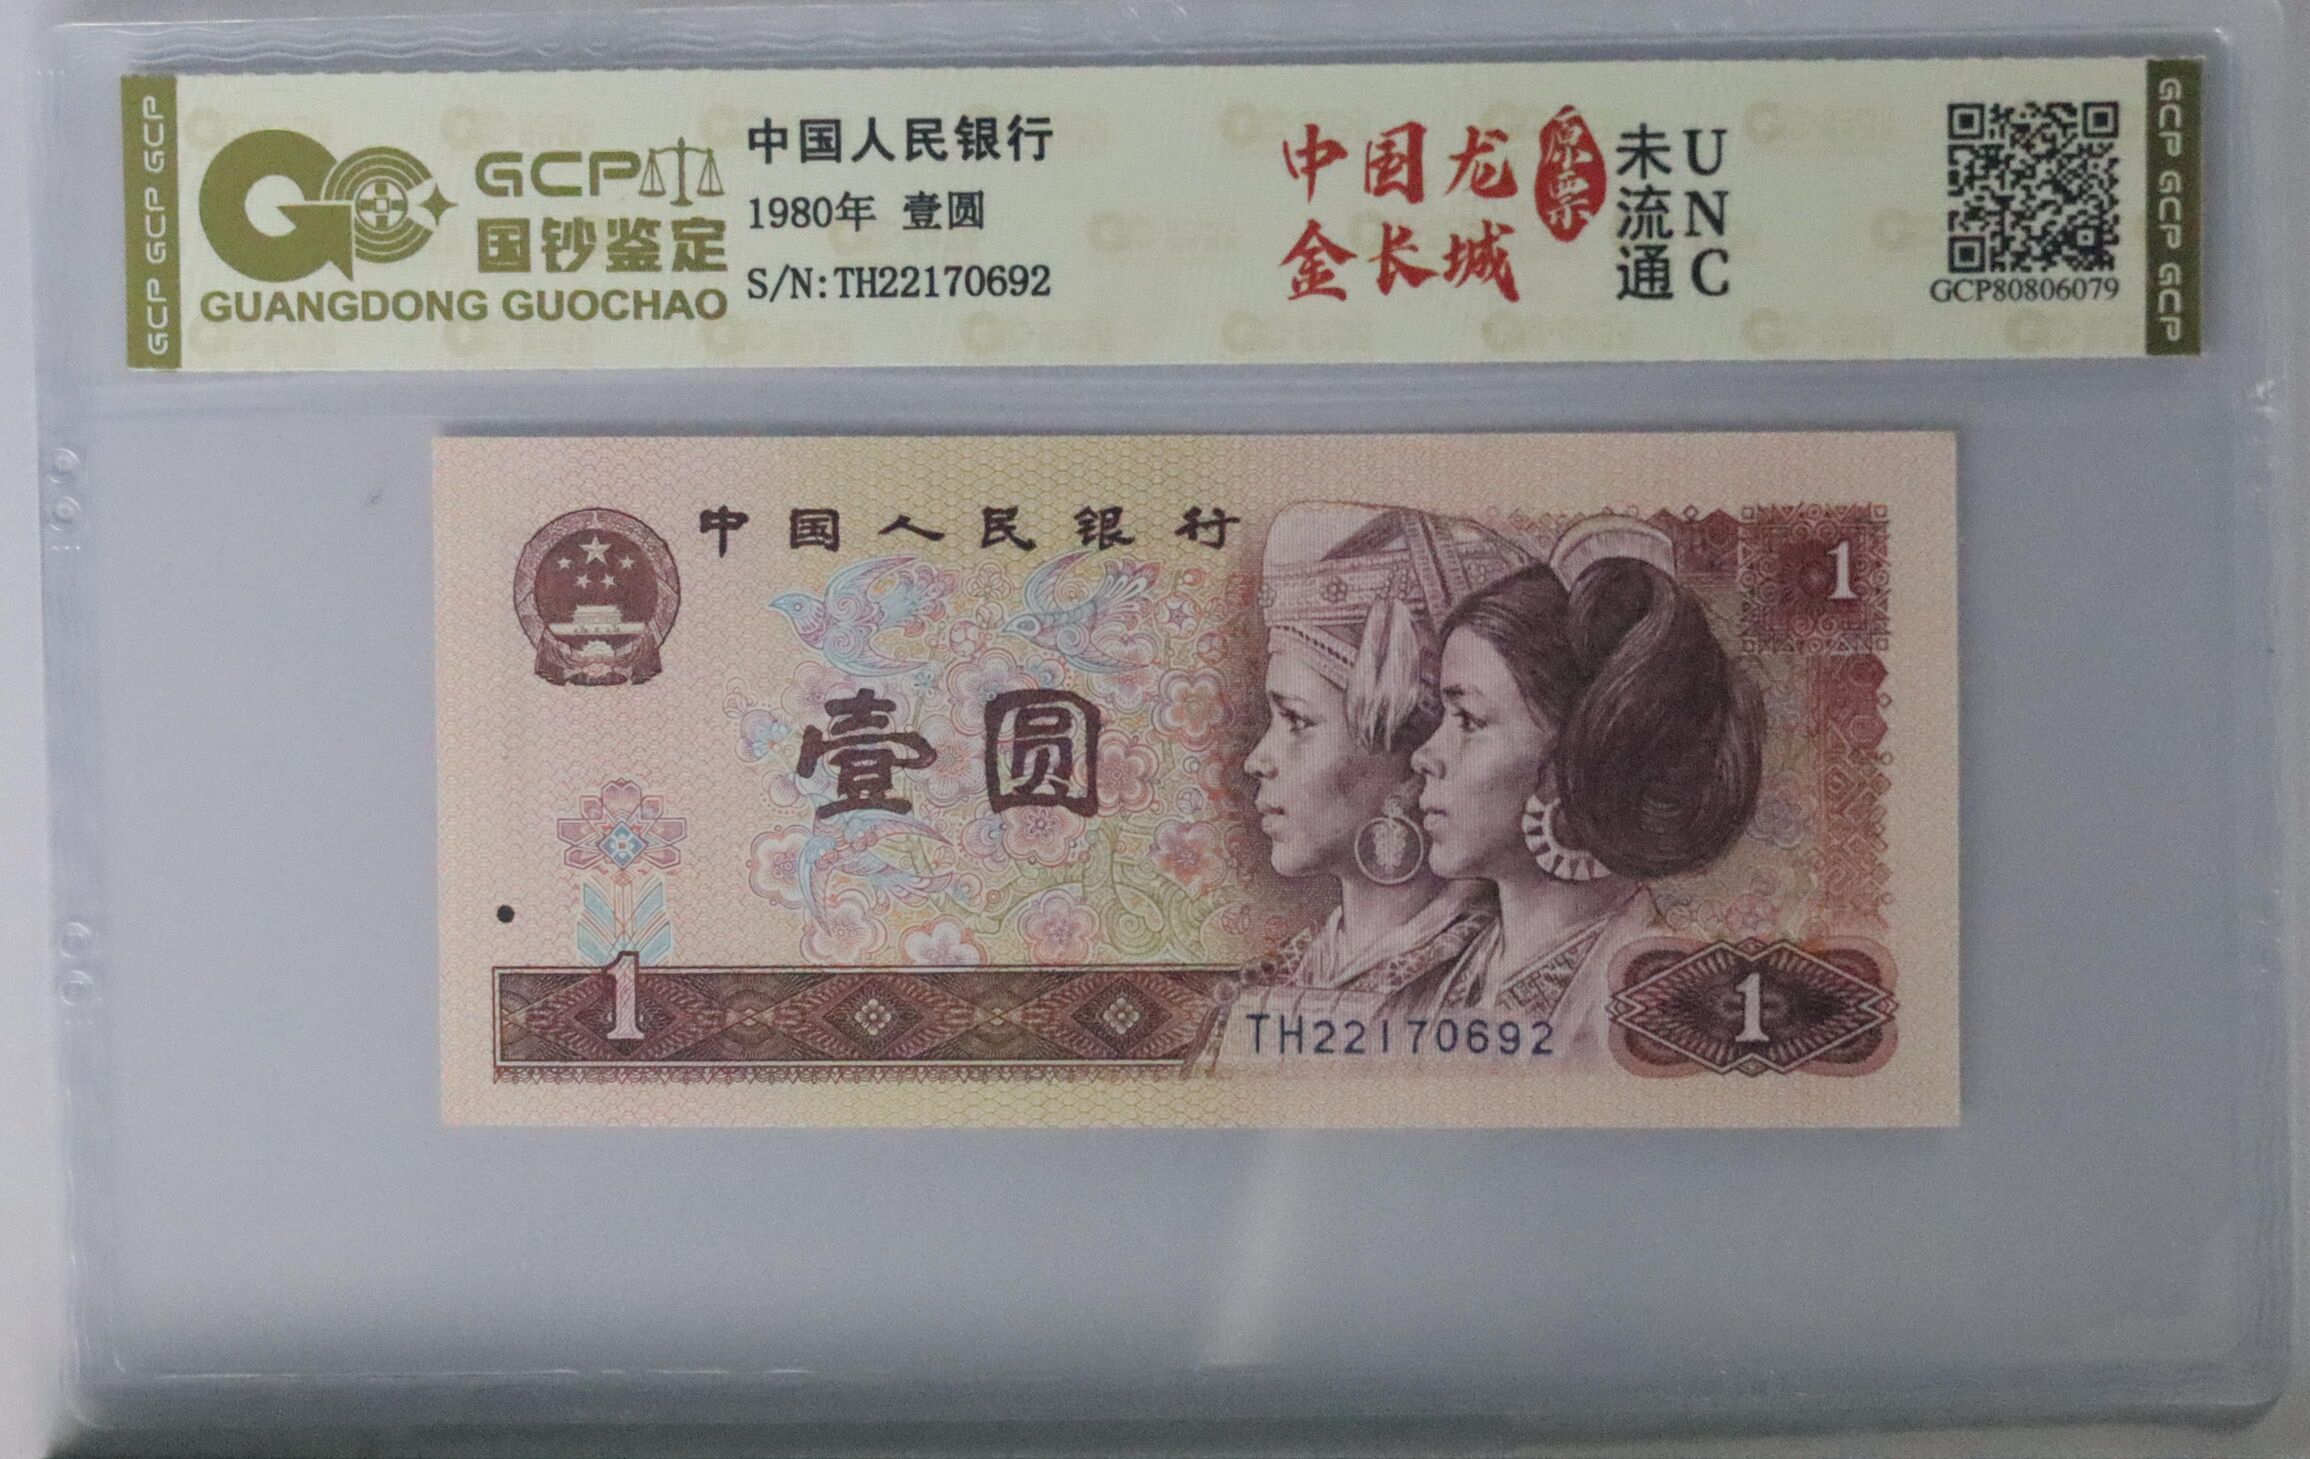 GCP GCP GCP
GCP
国钞鉴定
GUANGDONG GUOCHAO
中国人民银行
1980年 壹圆
S/N:TH22170692
中国龙
金长城
原票
未流通
UNC
GCP80806079
GCP GCP GCP
中国人民银行
1
壹圆
1
TH22170692
1